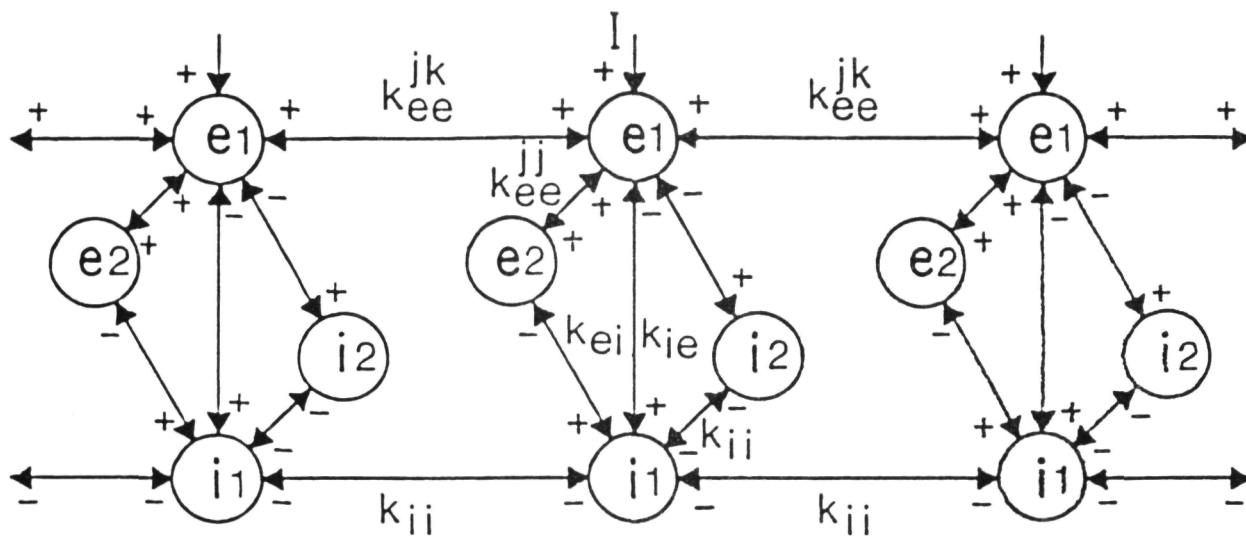 I
+ + +
k_ee^jk k_ee^jk
+ + + + + + + +
e1 e1 e1
k_ee^jj
+ - - + - - + - -
+ + +
e2 e2 e2
+ + +
- - -
k_ei k_ie
i2 i2 i2
+ + - + + - + + -
k_ii
- - -
i1 i1 i1
- - - - - - - -
k_ii k_ii